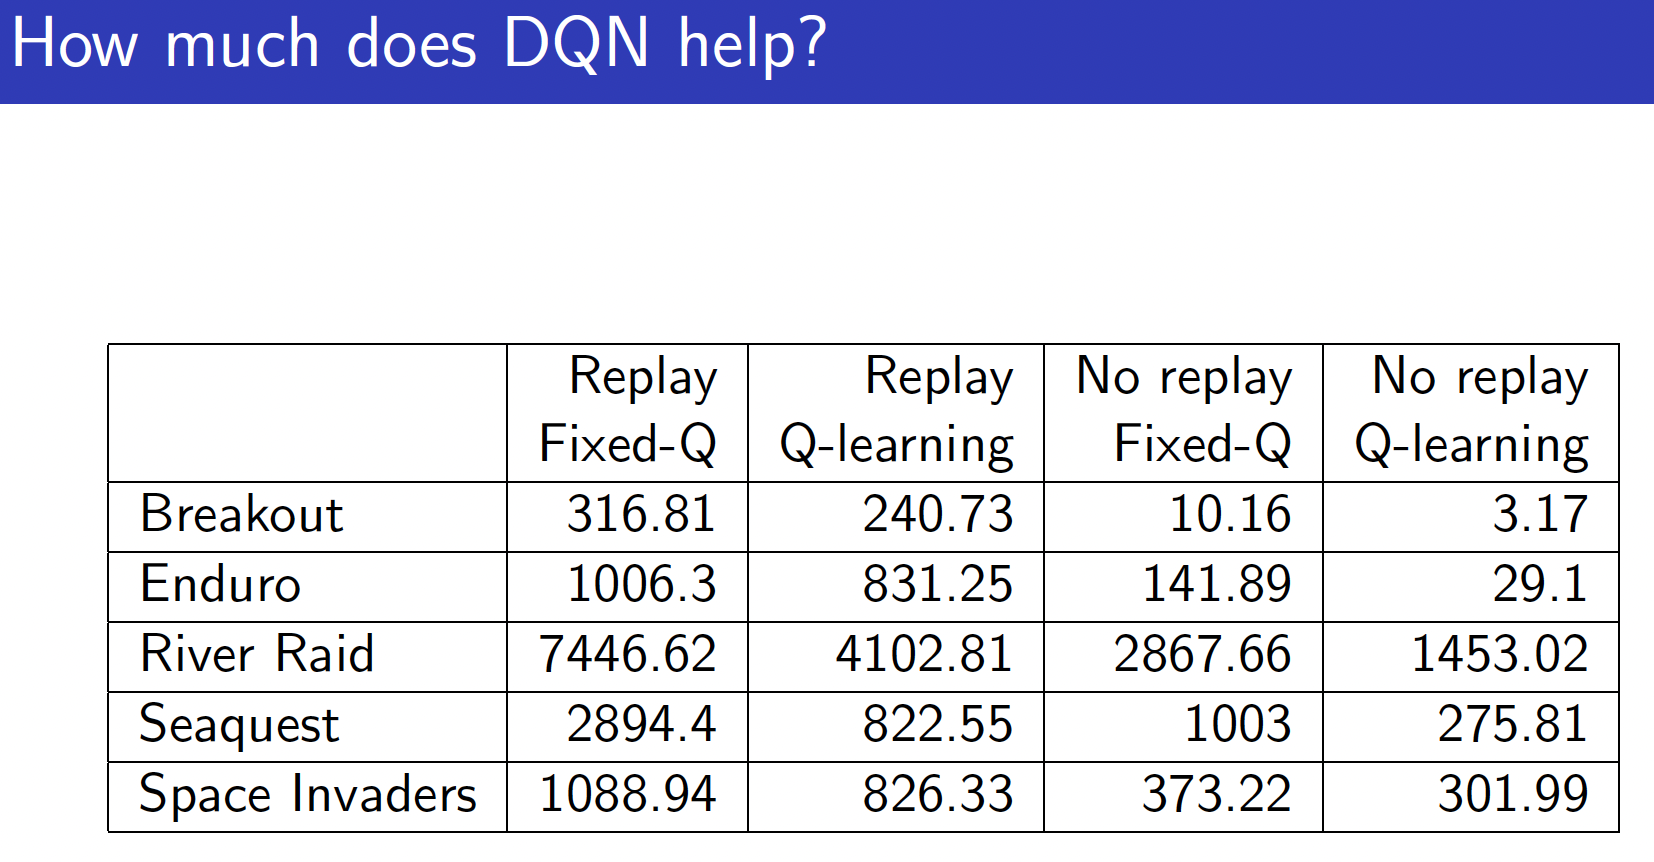 How much does DQN help?
Replay Replay No replay No replay
Fixed-Q Q-learning Fixed-Q Q-learning
Breakout 316.81 240.73 10.16 3.17
Enduro 1006.3 831.25 141.89 29.1
River Raid 7446.62 4102.81 2867.66 1453.02
Seaquest 2894.4 822.55 1003 275.81
Space Invaders 1088.94 826.33 373.22 301.99